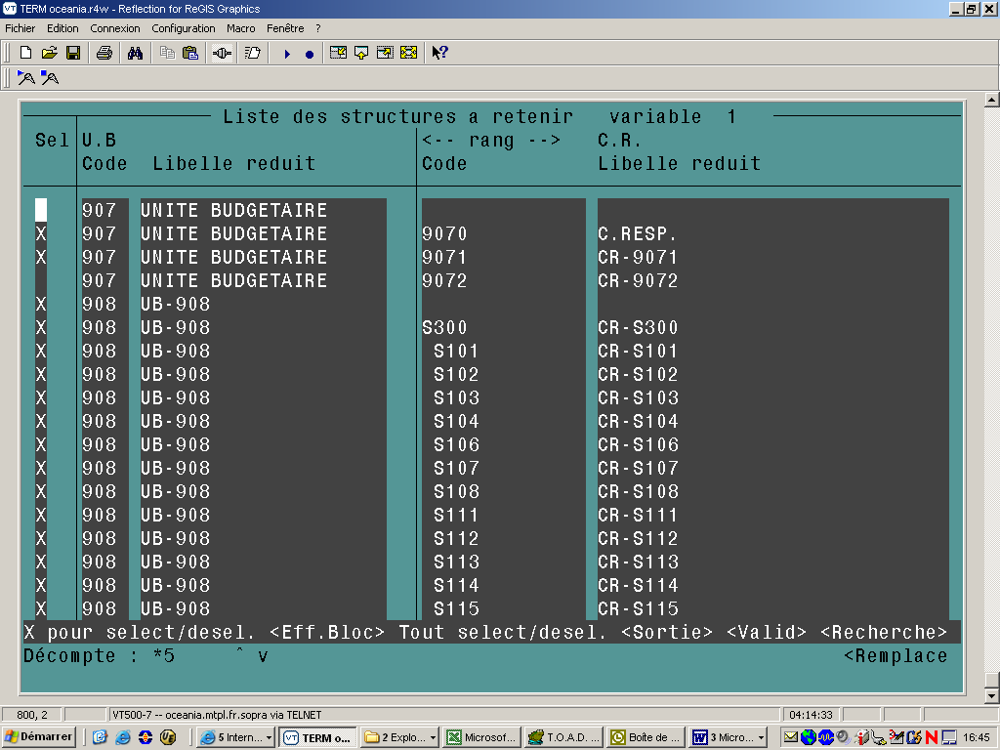 TERM oceania.r4w - Reflection for ReGIS Graphics
Fichier Edition Connexion Configuration Macro Fenêtre ?
Liste des structures a retenir variable 1
Sel U.B <-- rang --> C.R.
Code Libelle reduit Code Libelle reduit
907 UNITE BUDGETAIRE
X 907 UNITE BUDGETAIRE 9070 C.RESP.
X 907 UNITE BUDGETAIRE 9071 CR-9071
907 UNITE BUDGETAIRE 9072 CR-9072
X 908 UB-908
X 908 UB-908 S300 CR-S300
X 908 UB-908 S101 CR-S101
X 908 UB-908 S102 CR-S102
X 908 UB-908 S103 CR-S103
X 908 UB-908 S104 CR-S104
X 908 UB-908 S106 CR-S106
X 908 UB-908 S107 CR-S107
X 908 UB-908 S108 CR-S108
X 908 UB-908 S111 CR-S111
X 908 UB-908 S112 CR-S112
X 908 UB-908 S113 CR-S113
X 908 UB-908 S114 CR-S114
X 908 UB-908 S115 CR-S115
X pour select/desel. <Eff.Bloc> Tout select/desel. <Sortie> <Valid> <Recherche>
Décompte : *5 ^ v <Remplace
800, 2 VT500-7 -- oceania.mtpl.fr.sopra via TELNET 04:14:33
Démarrer 5 Intern... TERM o... 2 Explo... Microsof... T.O.A.D. ... Boîte de ... 3 Micro... 16:45